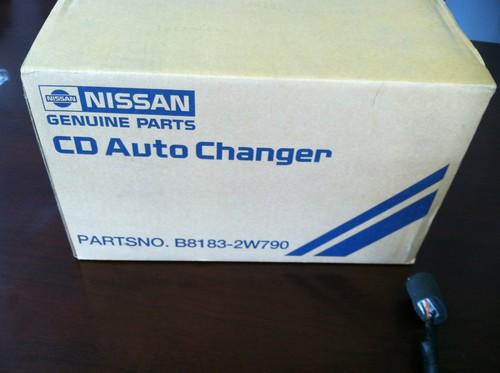 NISSAN NISSAN
GENUINE PARTS
CD Auto Changer
PARTSNO. B8183-2W790